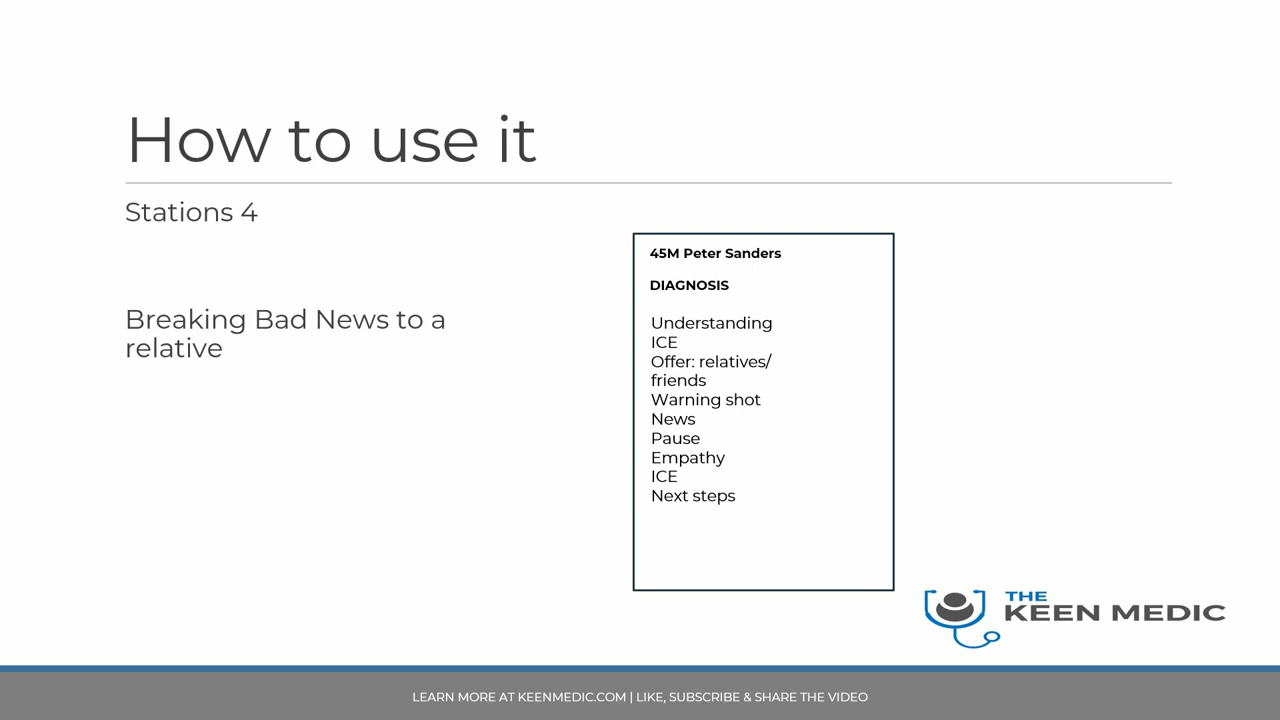 How to use it
Stations 4
Breaking Bad News to a
relative
45M Peter Sanders
DIAGNOSIS
Understanding
ICE
Offer: relatives/
friends
Warning shot
News
Pause
Empathy
ICE
Next steps
THE
KEEN MEDIC
LEARN MORE AT KEENMEDIC.COM | LIKE, SUBSCRIBE & SHARE THE VIDEO